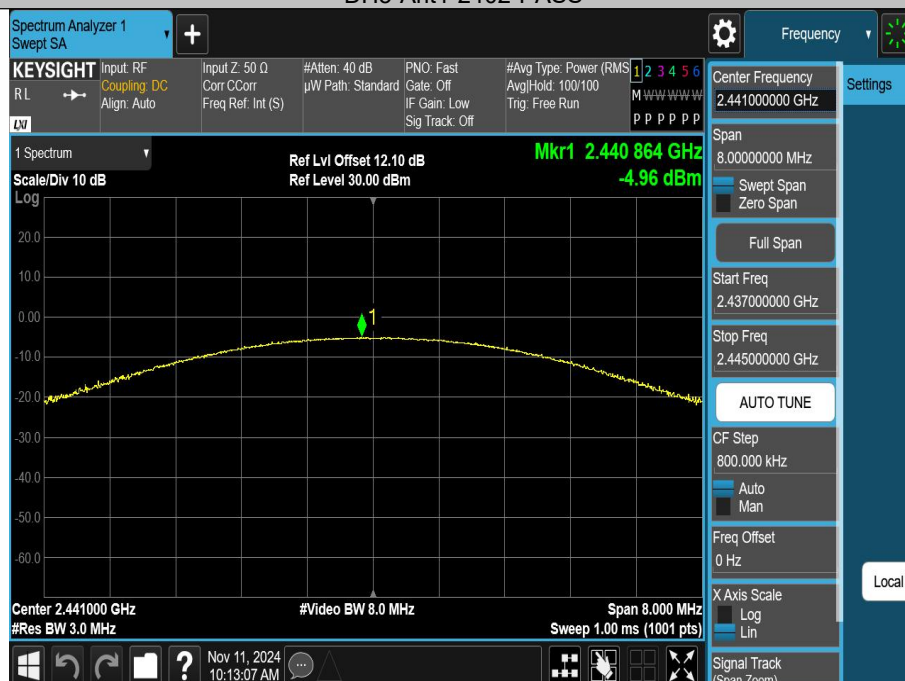 Spectrum Analyzer 1
Swept SA
Frequency
KEYSIGHT
RL
LXI
Input: RF
Coupling: DC
Align: Auto
Input Z: 50 Ω
Corr CCorr
Freq Ref: Int (S)
#Atten: 40 dB
µW Path: Standard
PNO: Fast
Gate: Off
IF Gain: Low
Sig Track: Off
#Avg Type: Power (RMS
Avg|Hold: 100/100
Trig: Free Run
1 2 3 4 5 6
M W W W W W
P P P P P P
Center Frequency
2.441000000 GHz
Settings
1 Spectrum
Scale/Div 10 dB
Log
Ref Lvl Offset 12.10 dB
Ref Level 30.00 dBm
Mkr1 2.440 864 GHz
-4.96 dBm
Span
8.00000000 MHz
Swept Span
Zero Span
Full Span
Start Freq
2.437000000 GHz
Stop Freq
2.445000000 GHz
AUTO TUNE
CF Step
800.000 kHz
Auto
Man
Freq Offset
0 Hz
X Axis Scale
Log
Lin
Signal Track
(Span Zoom)
Local
20.0
10.0
0.00
-10.0
-20.0
-30.0
-40.0
-50.0
-60.0
1
Center 2.441000 GHz
#Res BW 3.0 MHz
#Video BW 8.0 MHz
Span 8.000 MHz
Sweep 1.00 ms (1001 pts)
?
Nov 11, 2024
10:13:07 AM